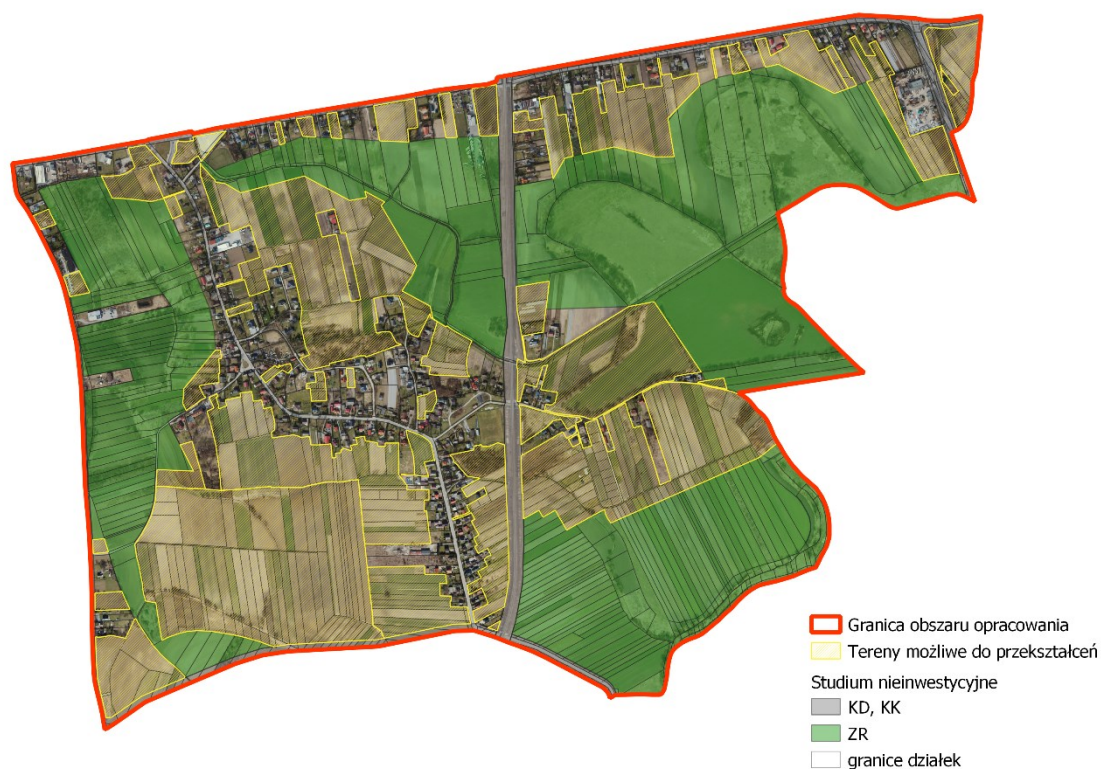 Granica obszaru opracowania
Tereny możliwe do przekształceń
Studium nieinwestycyjne
KD, KK
ZR
granice działek